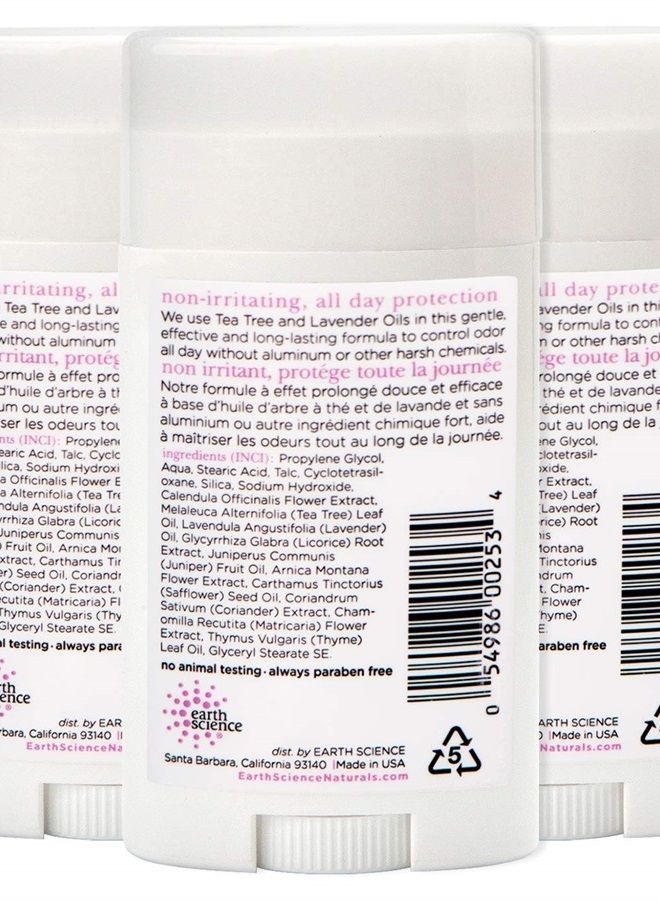 non-irritating, all day protection
We use Tea Tree and Lavender Oils in this gentle,
effective and long-lasting formula to control odor
all day without aluminum or other harsh chemicals.
non irritant, protége toute la journée
Notre formule à effet prolongé douce et efficace
à base d'huile d'arbre à thé et de lavande et sans
aluminium ou autre ingrédient chimique fort, aide
à maîtriser les odeurs tout au long de la journée.
ingredients (INCI): Propylene Glycol,
Aqua, Stearic Acid, Talc, Cyclotetrasil-
oxane, Silica, Sodium Hydroxide,
Calendula Officinalis Flower Extract,
Melaleuca Alternifolia (Tea Tree) Leaf
Oil, Lavendula Angustifolia (Lavender)
Oil, Glycyrrhiza Glabra (Licorice) Root
Extract, Juniperus Communis
(Juniper) Fruit Oil, Arnica Montana
Flower Extract, Carthamus Tinctorius
(Safflower) Seed Oil, Coriandrum
Sativum (Coriander) Extract, Cham-
omilla Recutita (Matricaria) Flower
Extract, Thymus Vulgaris (Thyme)
Leaf Oil, Glyceryl Stearate SE.
no animal testing · always paraben free
0 54986 00253 4
earth
science®
5
dist. by EARTH SCIENCE
Santa Barbara, California 93140 | Made in USA
EarthScienceNaturals.com